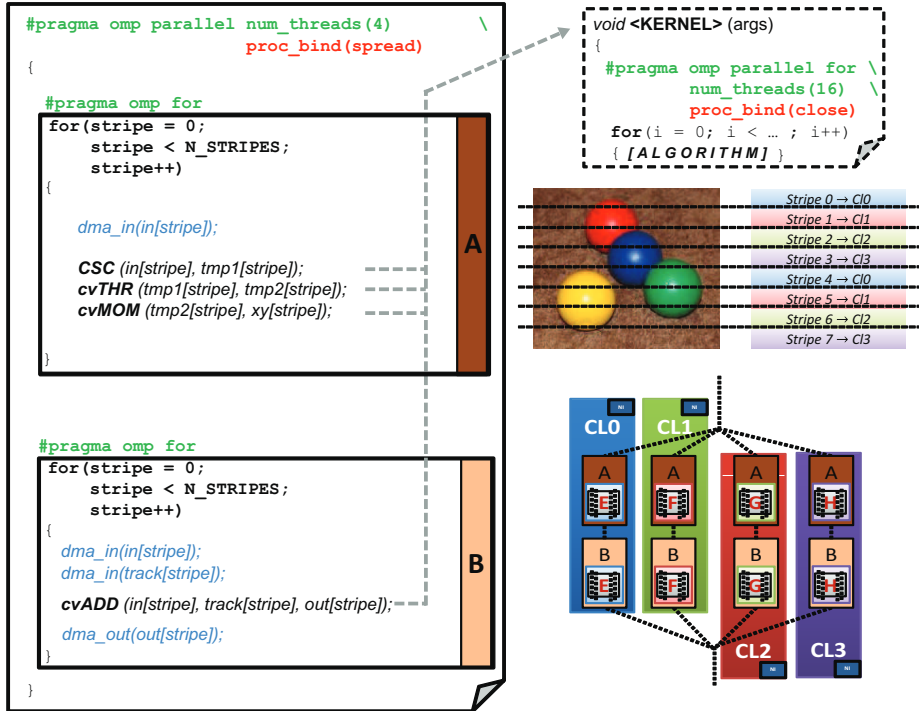 #pragma omp parallel num_threads(4) \
proc_bind(spread)
{
#pragma omp for
for(stripe = 0;
stripe < N_STRIPES;
stripe++)
{
dma_in(in[stripe]);
CSC (in[stripe], tmp1[stripe]);
cvTHR (tmp1[stripe], tmp2[stripe]);
cvMOM (tmp2[stripe], xy[stripe]);
}
A
#pragma omp for
for(stripe = 0;
stripe < N_STRIPES;
stripe++)
{
dma_in(in[stripe]);
dma_in(track[stripe]);
cvADD (in[stripe], track[stripe], out[stripe]);
dma_out(out[stripe]);
}
B
}
void <KERNEL> (args)
{
#pragma omp parallel for \
num_threads(16) \
proc_bind(close)
for(i = 0; i < … ; i++)
{ [ALGORITHM] }
Stripe 0 → Cl0
Stripe 1 → Cl1
Stripe 2 → Cl2
Stripe 3 → Cl3
Stripe 4 → Cl0
Stripe 5 → Cl1
Stripe 6 → Cl2
Stripe 7 → Cl3
NI NI
CL0 CL1
A A A A
E F G H
B B B B
E F G H
CL2 CL3
NI NI